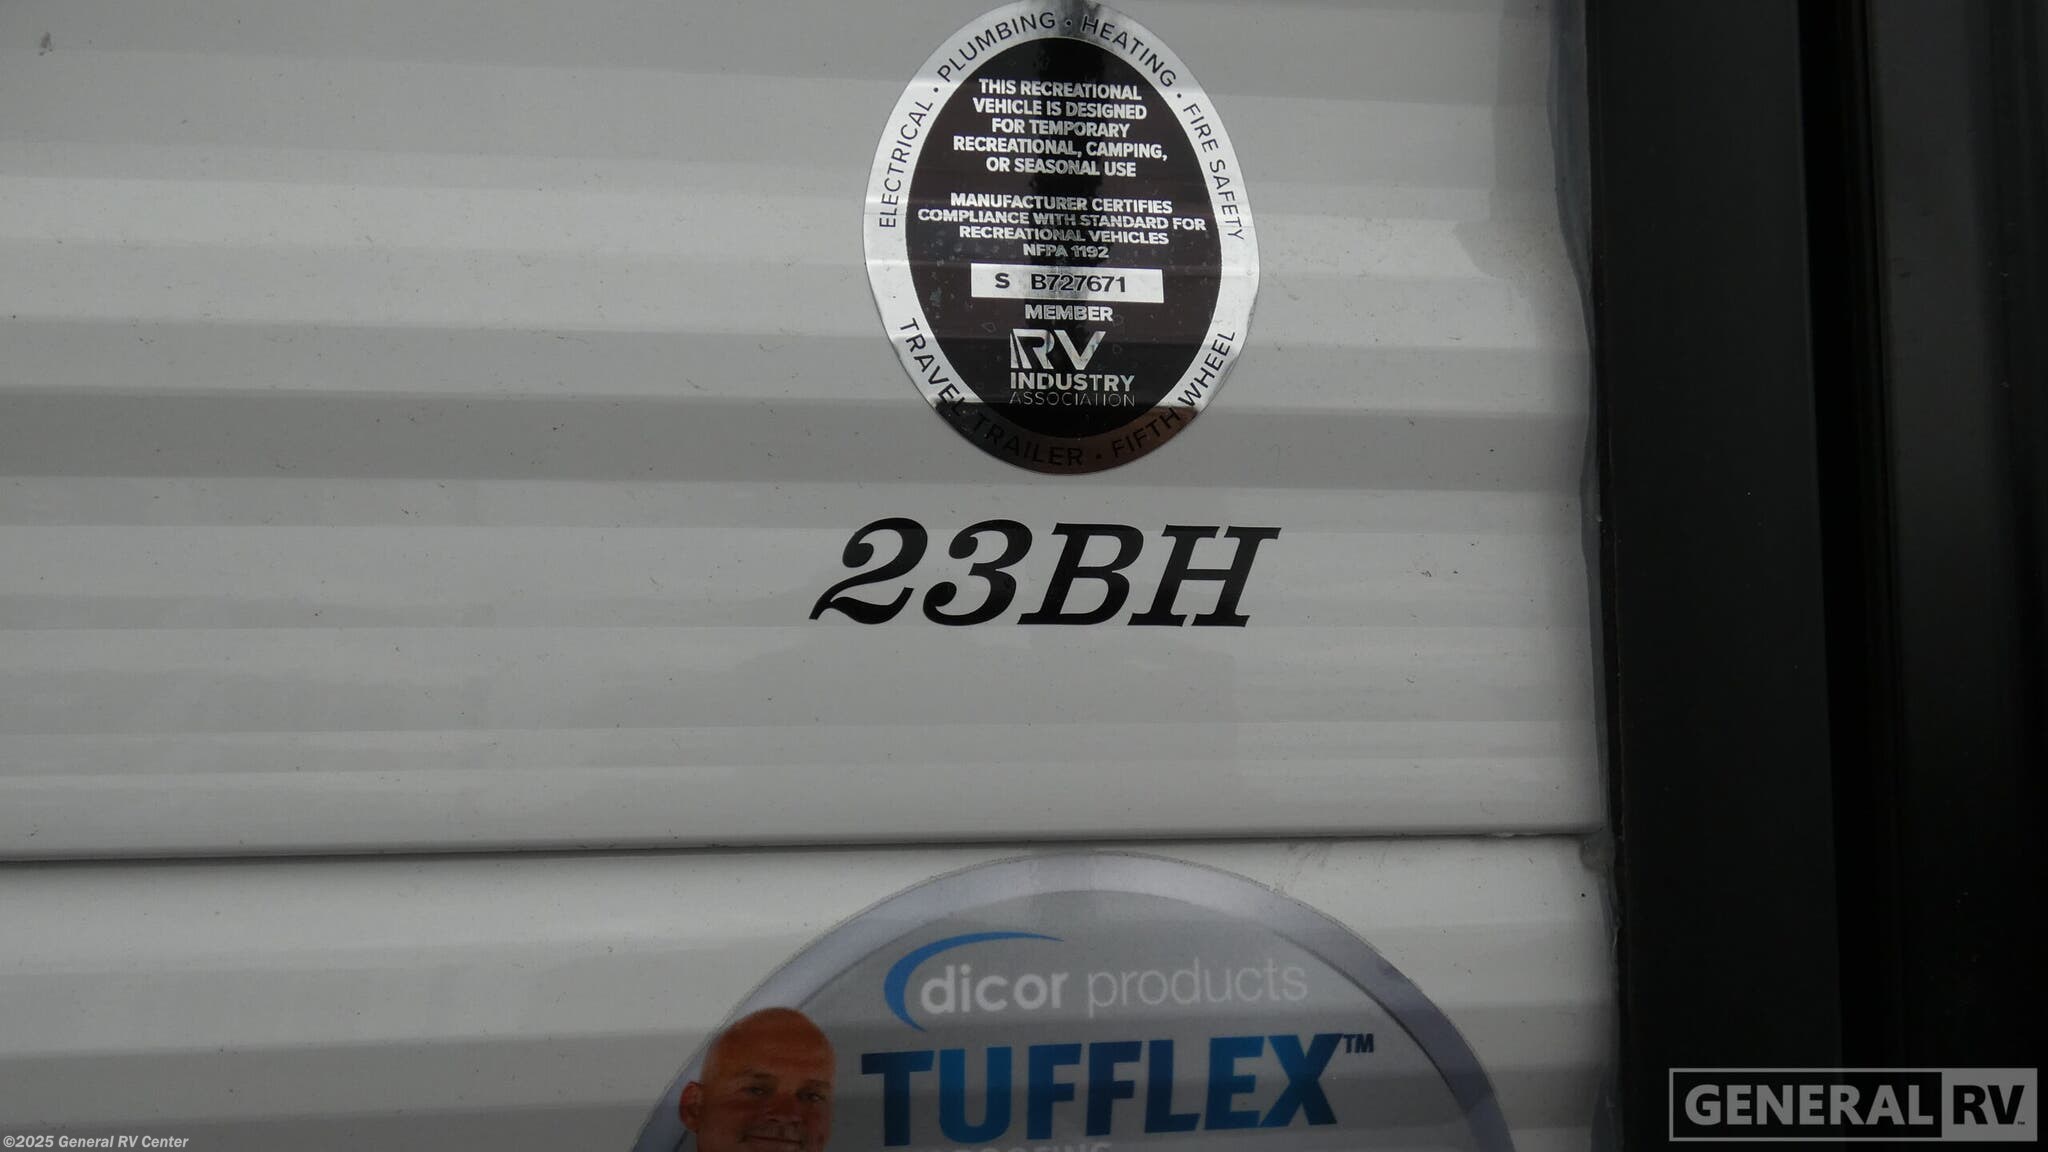 ELECTRICAL · PLUMBING · HEATING · FIRE SAFETY
THIS RECREATIONAL
VEHICLE IS DESIGNED
FOR TEMPORARY
RECREATIONAL, CAMPING,
OR SEASONAL USE
MANUFACTURER CERTIFIES
COMPLIANCE WITH STANDARD FOR
RECREATIONAL VEHICLES
NFPA 1192
S B727671
MEMBER
RV
INDUSTRY
ASSOCIATION
TRAVEL TRAILER · FIFTH WHEEL
23BH
dicor products
TUFFLEX™
GENERAL RV
©2025 General RV Center